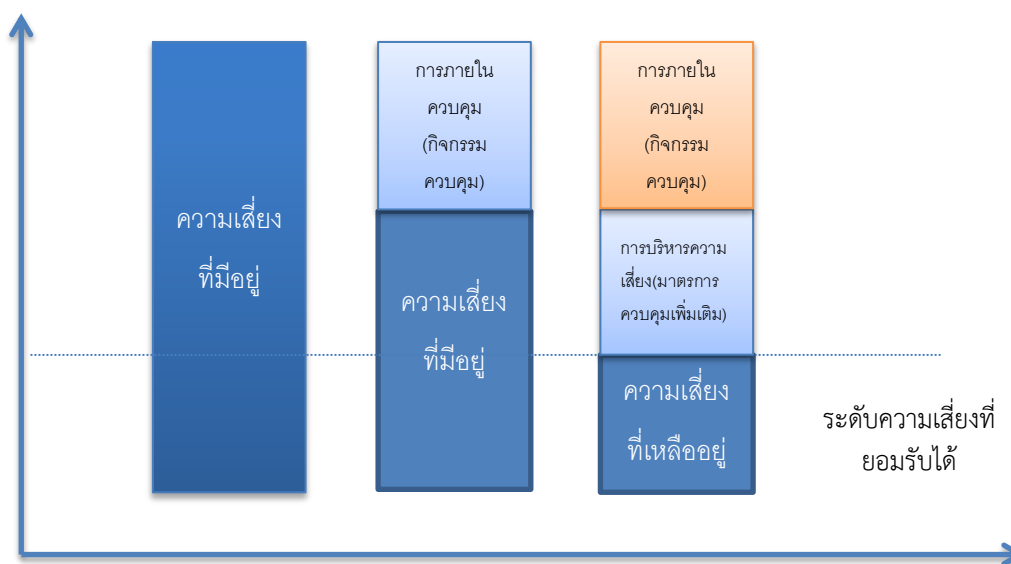 ความเสี่ยง
ที่มีอยู่
การภายใน
ควบคุม
(กิจกรรม
ควบคุม)
ความเสี่ยง
ที่มีอยู่
การภายใน
ควบคุม
(กิจกรรม
ควบคุม)
การบริหารความ
เสี่ยง(มาตรการ
ควบคุมเพิ่มเติม)
ความเสี่ยง
ที่เหลืออยู่
ระดับความเสี่ยงที่
ยอมรับได้